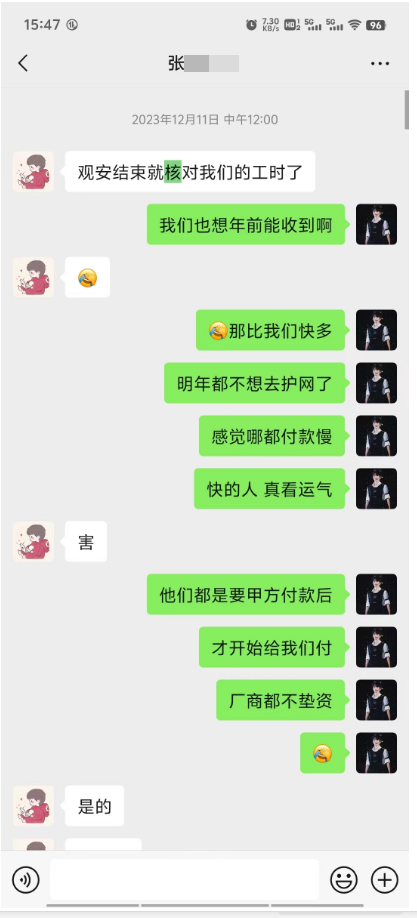 15:47
7.30 KB/s HD 1 2 5G 5G 96
张
2023年12月11日 中午12:00
观安结束就核对我们的工时了
我们也想年前能收到啊
🤣
🤣那比我们快多
明年都不想去护网了
感觉哪都付款慢
快的人 真看运气
害
他们都是要甲方付款后
才开始给我们付
厂商都不垫资
🤣
是的